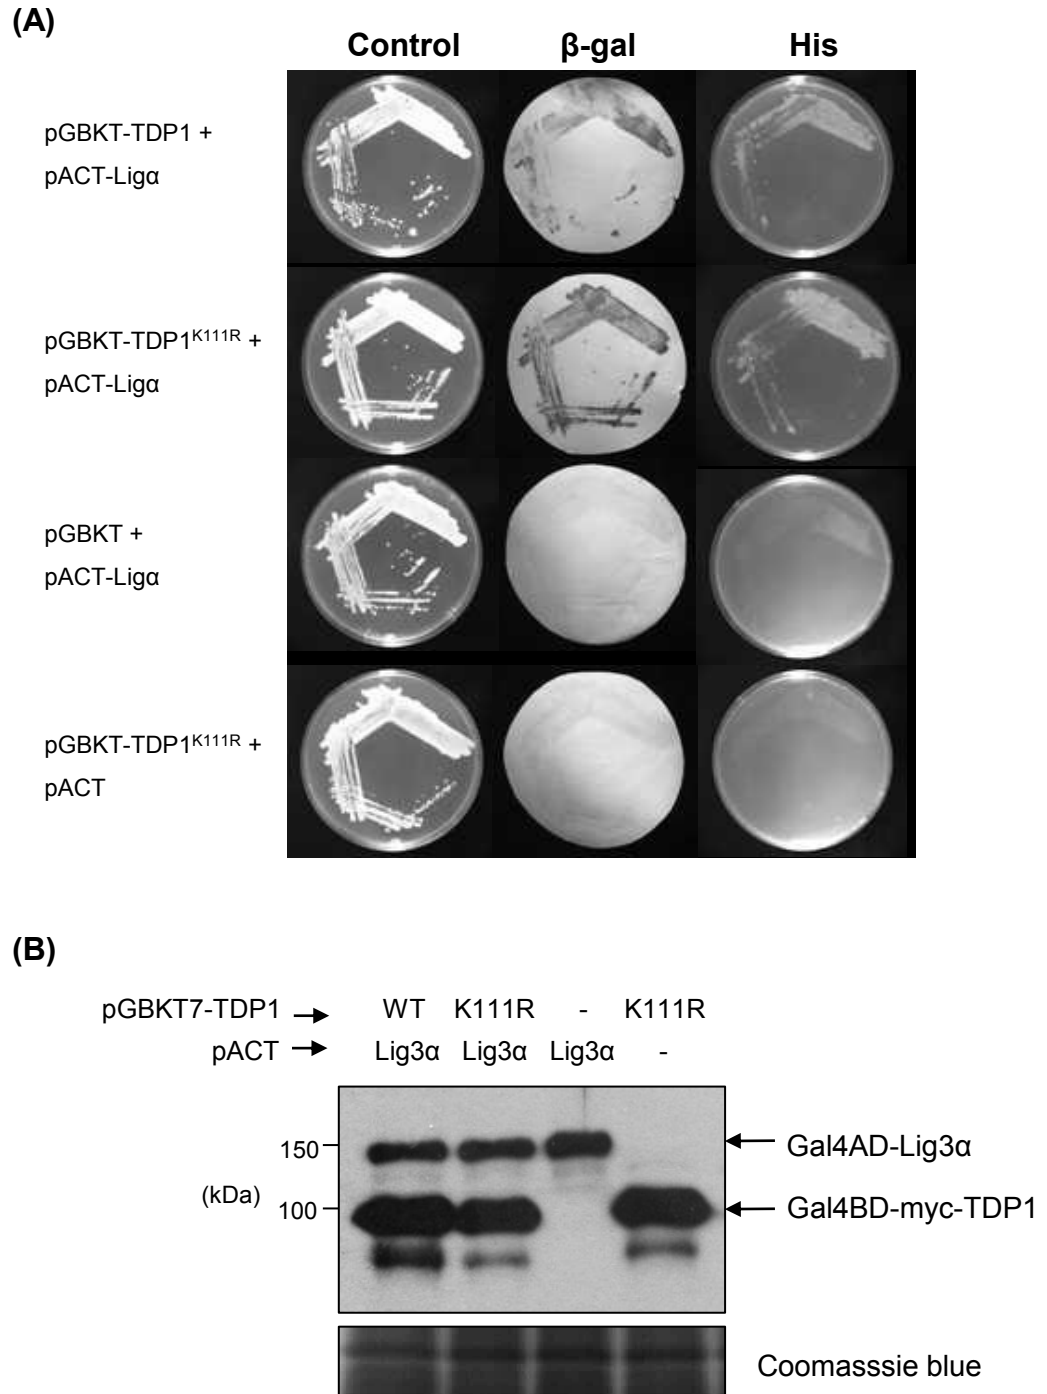 (A)
Control β-gal His
pGBKT-TDP1 +
pACT-Ligα
pGBKT-TDP1K111R +
pACT-Ligα
pGBKT +
pACT-Ligα
pGBKT-TDP1K111R +
pACT
(B)
pGBKT7-TDP1 WT K111R - K111R
pACT Lig3α Lig3α Lig3α -
150 Gal4AD-Lig3α
(kDa)
100 Gal4BD-myc-TDP1
Coomasssie blue